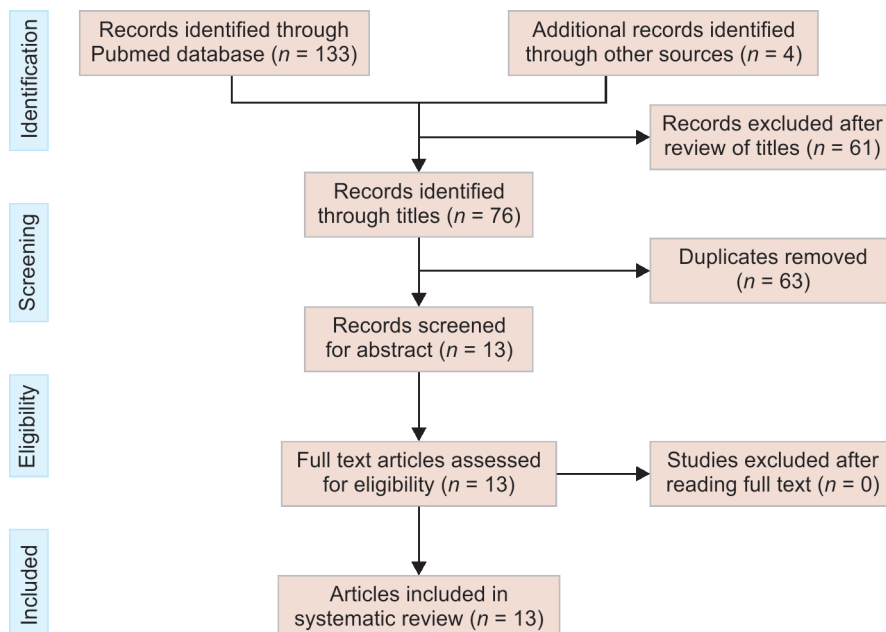 Identification
Records identified through
Pubmed database (n = 133)
Additional records identified
through other sources (n = 4)
Records excluded after
review of titles (n = 61)
Records identified
through titles (n = 76)
Screening
Duplicates removed
(n = 63)
Records screened
for abstract (n = 13)
Eligibility
Full text articles assessed
for eligibility (n = 13)
Studies excluded after
reading full text (n = 0)
Included
Articles included in
systematic review (n = 13)